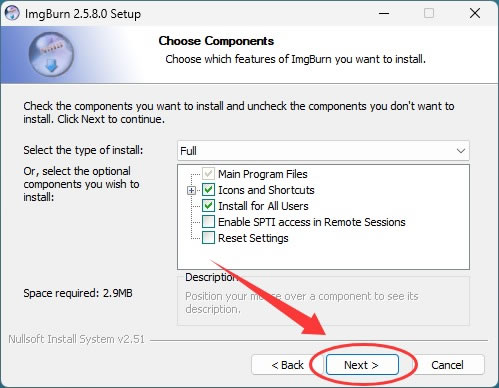 ImgBurn 2.5.8.0 Setup
Choose Components
Choose which features of ImgBurn you want to install.
Check the components you want to install and uncheck the components you don't want to
install. Click Next to continue.
Select the type of install:
Full
Or, select the optional
components you wish to
install:
Main Program Files
Icons and Shortcuts
Install for All Users
Enable SPTI access in Remote Sessions
Reset Settings
Space required: 2.9MB
Description
Position your mouse over a component to see its
description.
Nullsoft Install System v2.51
< Back
Next >
Cancel